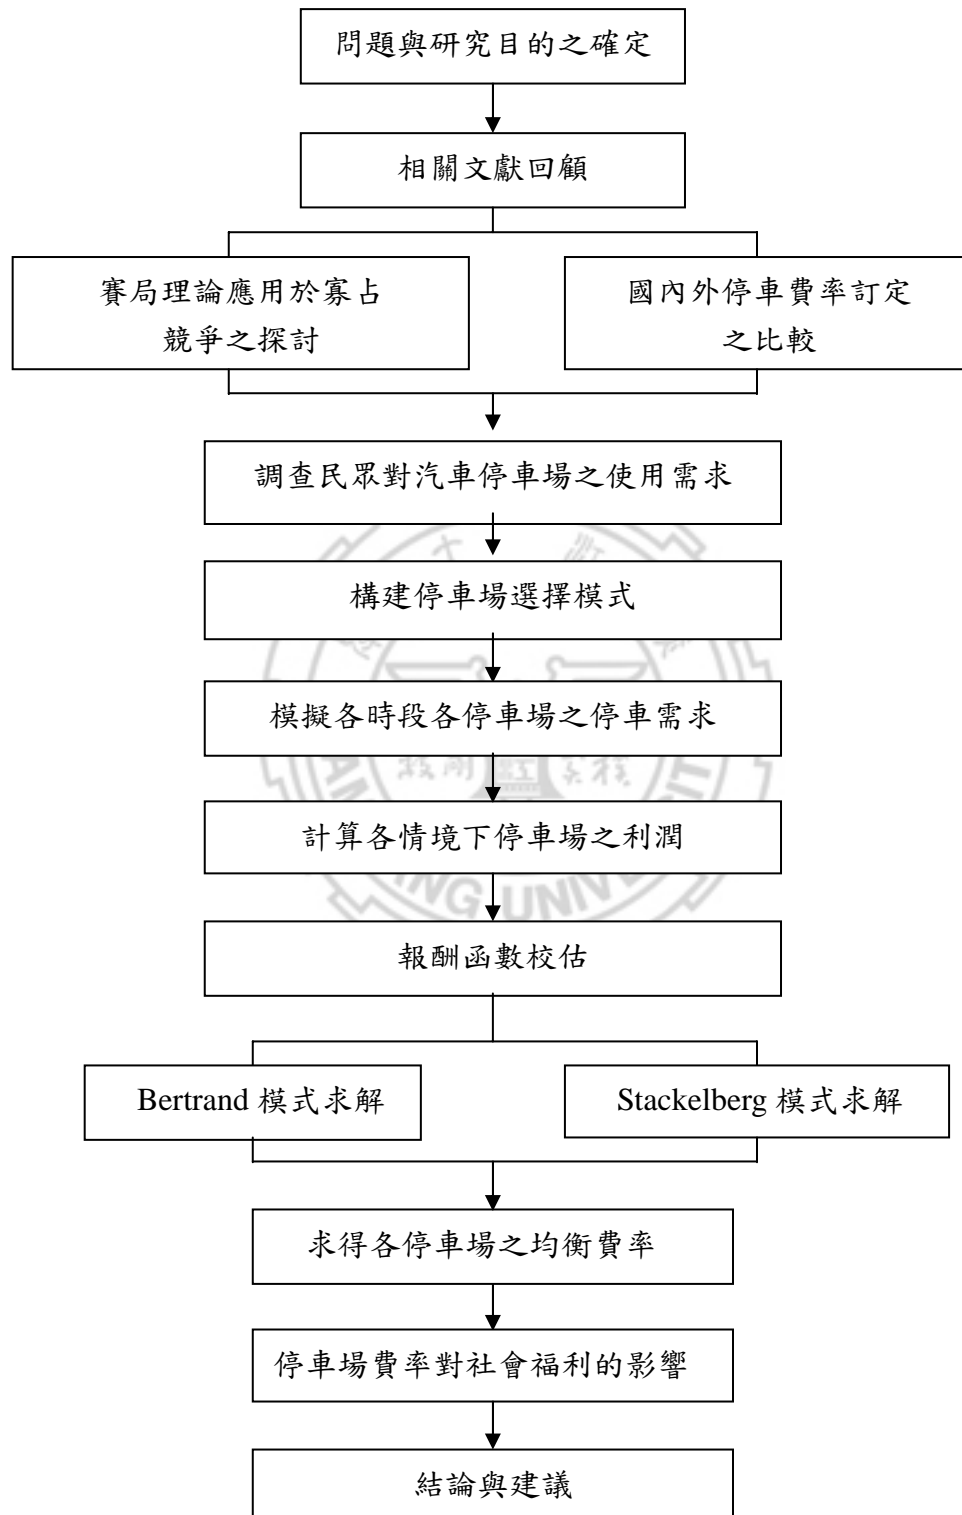 問題與研究目的之確定
相關文獻回顧
賽局理論應用於寡占
競爭之探討
國內外停車費率訂定
之比較
調查民眾對汽車停車場之使用需求
構建停車場選擇模式
模擬各時段各停車場之停車需求
計算各情境下停車場之利潤
報酬函數校估
Bertrand 模式求解
Stackelberg 模式求解
求得各停車場之均衡費率
停車場費率對社會福利的影響
結論與建議